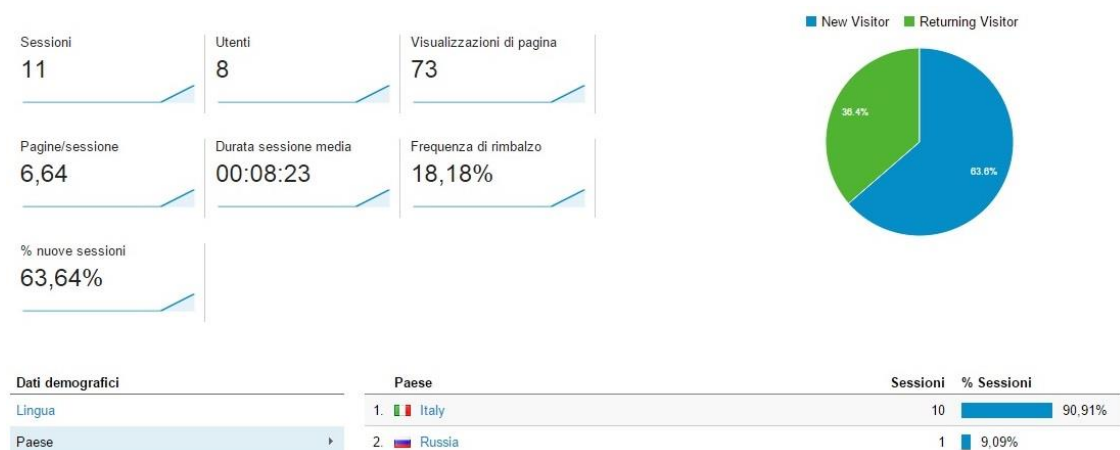 Sessioni
11
Utenti
8
Visualizzazioni di pagina
73
Pagine/sessione
6,64
Durata sessione media
00:08:23
Frequenza di rimbalzo
18,18%
% nuove sessioni
63,64%
New Visitor Returning Visitor
36.4%
63.6%
Dati demografici
Lingua
Paese
Paese Sessioni % Sessioni
1. Italy 10 90,91%
2. Russia 1 9,09%